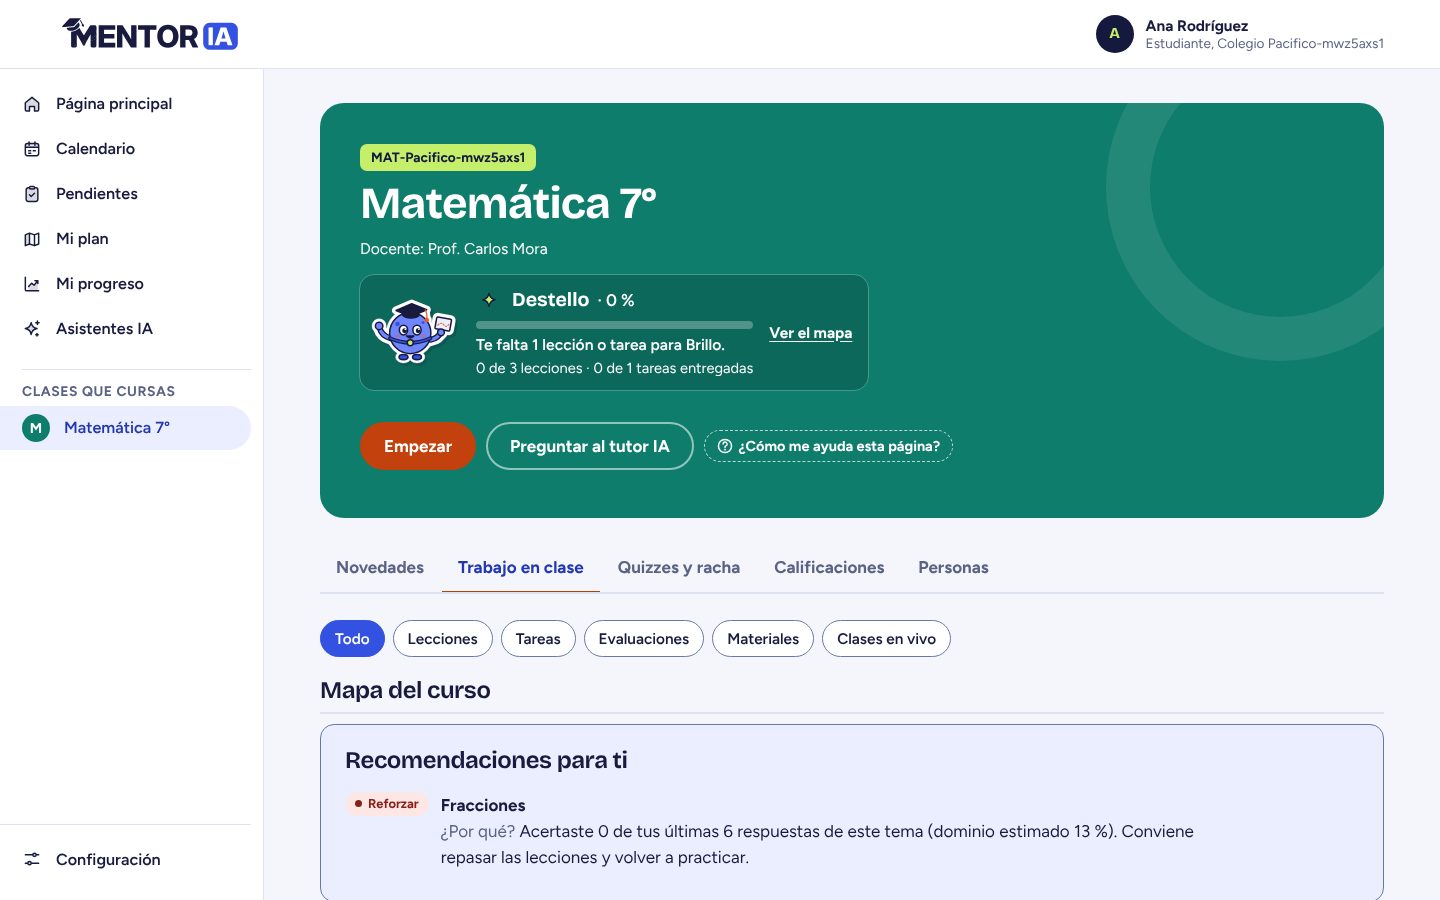 MENTOR IA
A
Ana Rodríguez
Estudiante, Colegio Pacifico-mwz5axs1
Página principal
Calendario
Pendientes
Mi plan
Mi progreso
Asistentes IA
CLASES QUE CURSAS
M
Matemática 7°
Configuración
MAT-Pacifico-mwz5axs1
Matemática 7°
Docente: Prof. Carlos Mora
Destello · 0 %
Te falta 1 lección o tarea para Brillo.
0 de 3 lecciones · 0 de 1 tareas entregadas
Ver el mapa
Empezar
Preguntar al tutor IA
¿Cómo me ayuda esta página?
Novedades
Trabajo en clase
Quizzes y racha
Calificaciones
Personas
Todo
Lecciones
Tareas
Evaluaciones
Materiales
Clases en vivo
Mapa del curso
Recomendaciones para ti
Reforzar
Fracciones
¿Por qué? Acertaste 0 de tus últimas 6 respuestas de este tema (dominio estimado 13 %). Conviene
repasar las lecciones y volver a practicar.